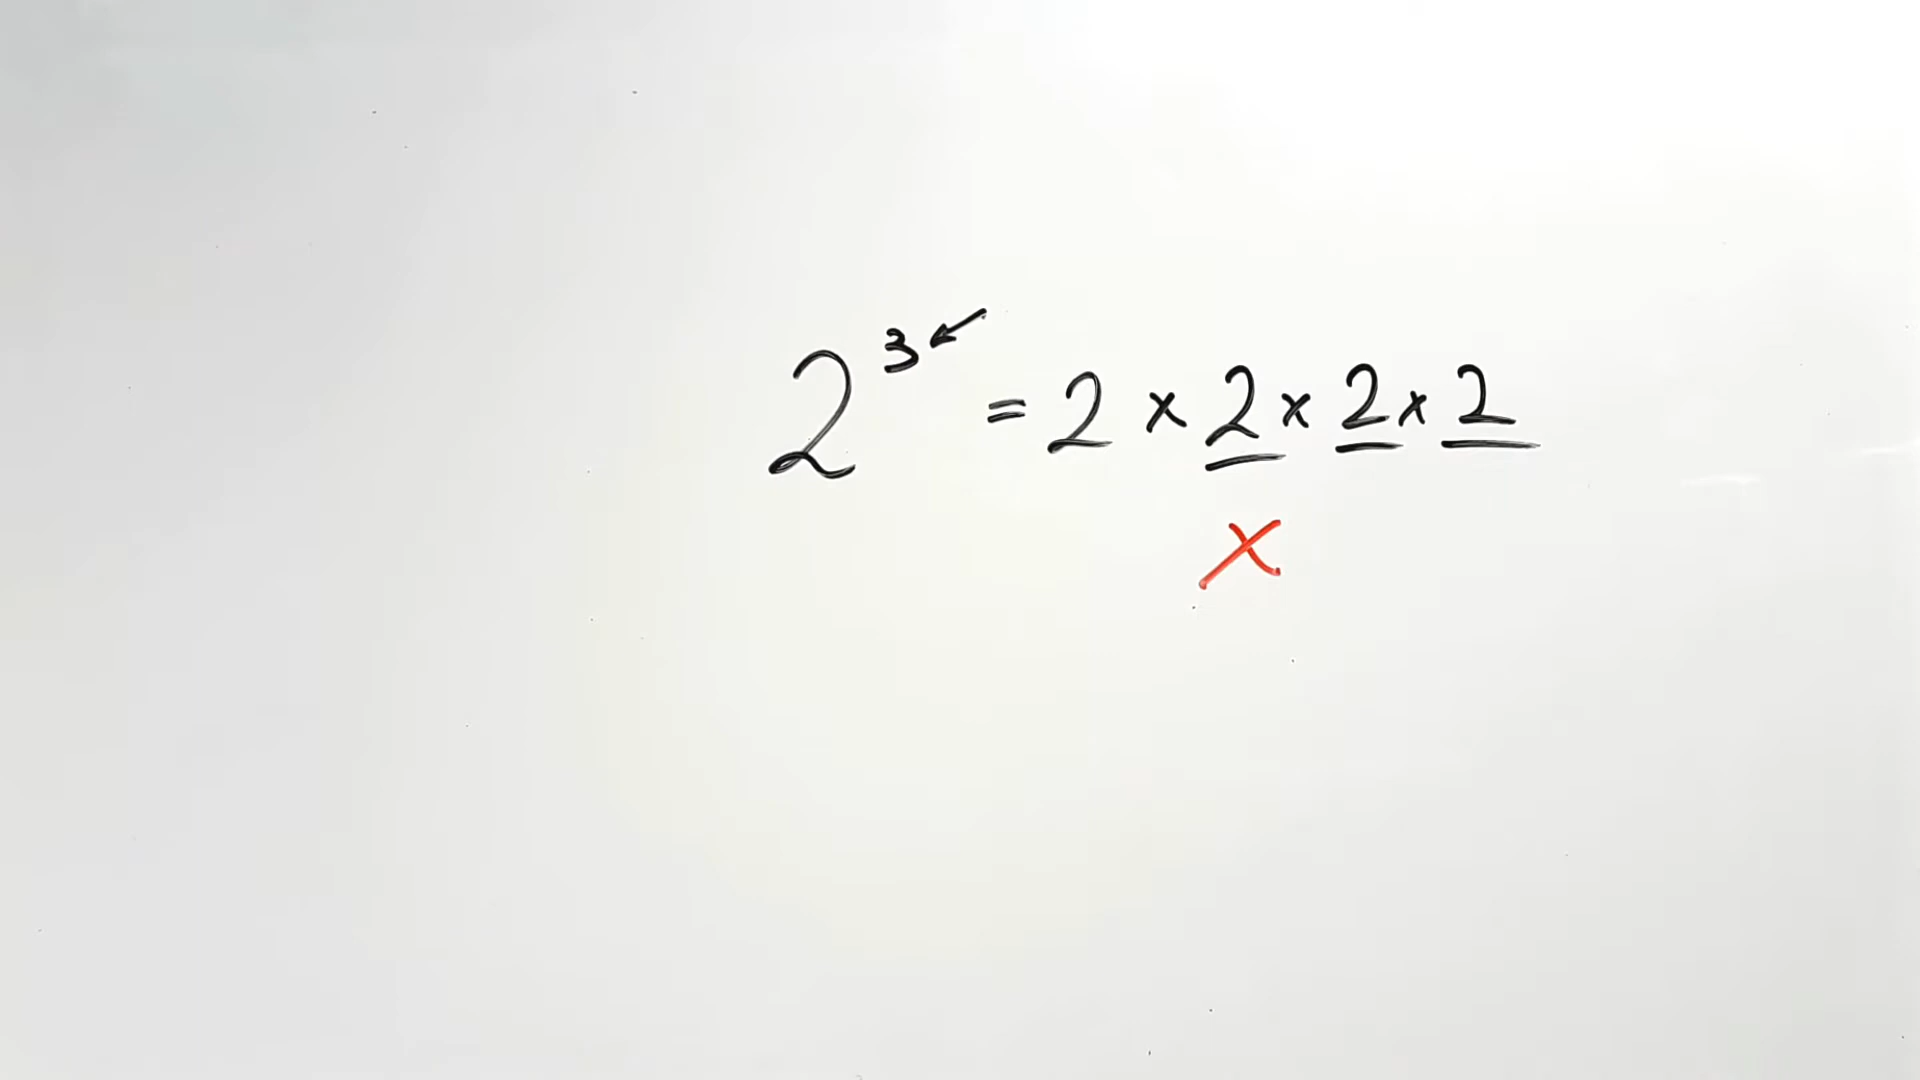 2³ = 2 × 2 × 2 × 2
×